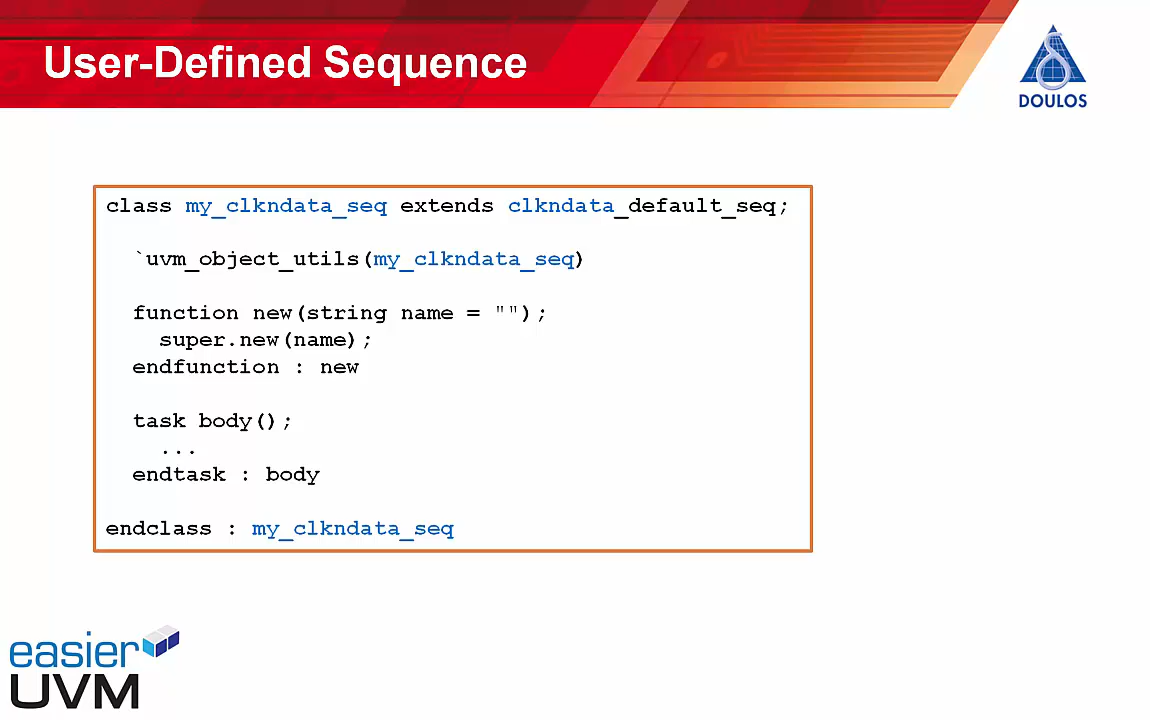 User-Defined Sequence
DOULOS
class my_clkndata_seq extends clkndata_default_seq;
`uvm_object_utils(my_clkndata_seq)
function new(string name = "");
super.new(name);
endfunction : new
task body();
...
endtask : body
endclass : my_clkndata_seq
easier
UVM